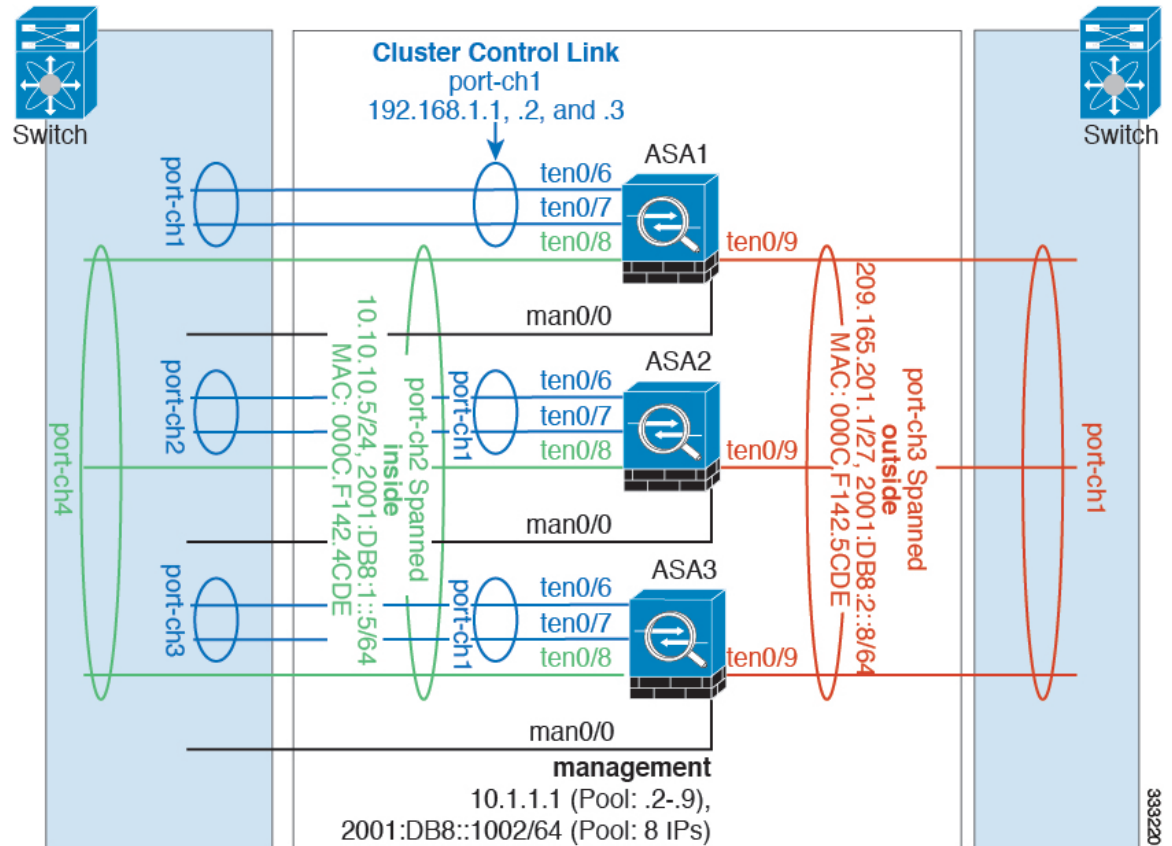 Switch
Switch
Cluster Control Link
port-ch1
192.168.1.1, .2, and .3
ASA1
port-ch1
ten0/6
ten0/7
ten0/8
ten0/9
man0/0
ASA2
port-ch2
port-ch1
ten0/6
ten0/7
ten0/8
ten0/9
man0/0
ASA3
port-ch3
port-ch1
ten0/6
ten0/7
ten0/8
ten0/9
man0/0
port-ch4
port-ch2 Spanned
inside
10.10.10.5/24, 2001:DB8:1::5/64
MAC: 000C.F142.4CDE
port-ch3 Spanned
outside
209.165.201.1/27, 2001:DB8:2::8/64
MAC: 000C.F142.5CDE
port-ch1
management
10.1.1.1 (Pool: .2-.9),
2001:DB8::1002/64 (Pool: 8 IPs)
333220